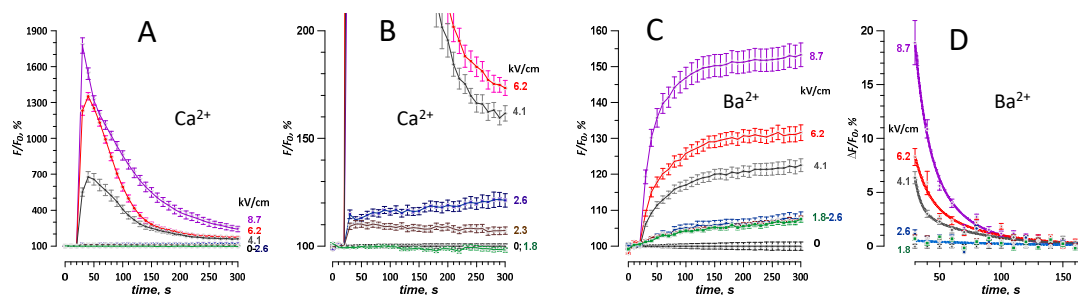 A
B
C
D
1900
1600
1300
1000
700
400
100
F/F₀, %
Ca²⁺
kV/cm
8.7
6.2
4.1
0-2.6
0 50 100 150 200 250 300
time, s
200
150
100
F/F₀, %
Ca²⁺
kV/cm
6.2
4.1
2.6
2.3
0; 1.8
0 50 100 150 200 250 300
time, s
160
150
140
130
120
110
100
F/F₀, %
Ba²⁺
kV/cm
8.7
6.2
4.1
1.8-2.6
0
0 50 100 150 200 250 300
time, s
25
20
15
10
5
0
ΔF/F₀, %
Ba²⁺
8.7
kV/cm
6.2
4.1
2.6
1.8
50 100 150
time, s